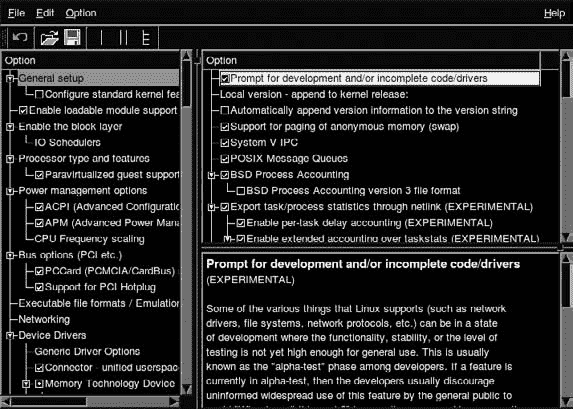 File Edit Option Help
Option
General setup
Configure standard kernel fea
Enable loadable module support
Enable the block layer
IO Schedulers
Processor type and features
Paravirtualized guest support
Power management options
ACPI (Advanced Configuratic
APM (Advanced Power Mana
CPU Frequency scaling
Bus options (PCI etc.)
PCCard (PCMCIA/CardBus)
Support for PCI Hotplug
Executable file formats / Emulation
Networking
Device Drivers
Generic Driver Options
Connector - unified userspac
Memory Technology Device
Option
Prompt for development and/or incomplete code/drivers
Local version - append to kernel release:
Automatically append version information to the version string
Support for paging of anonymous memory (swap)
System V IPC
POSIX Message Queues
BSD Process Accounting
BSD Process Accounting version 3 file format
Export task/process statistics through netlink (EXPERIMENTAL)
Enable per-task delay accounting (EXPERIMENTAL)
Enable extended accounting over taskstats (EXPERIMENTAL)
Prompt for development and/or incomplete code/drivers
(EXPERIMENTAL)
Some of the various things that Linux supports (such as network
drivers, file systems, network protocols, etc.) can be in a state
of development where the functionality, stability, or the level of
testing is not yet high enough for general use. This is usually
known as the "alpha-test" phase among developers. If a feature is
currently in alpha-test, then the developers usually discourage
uninformed widespread use of this feature by the general public to